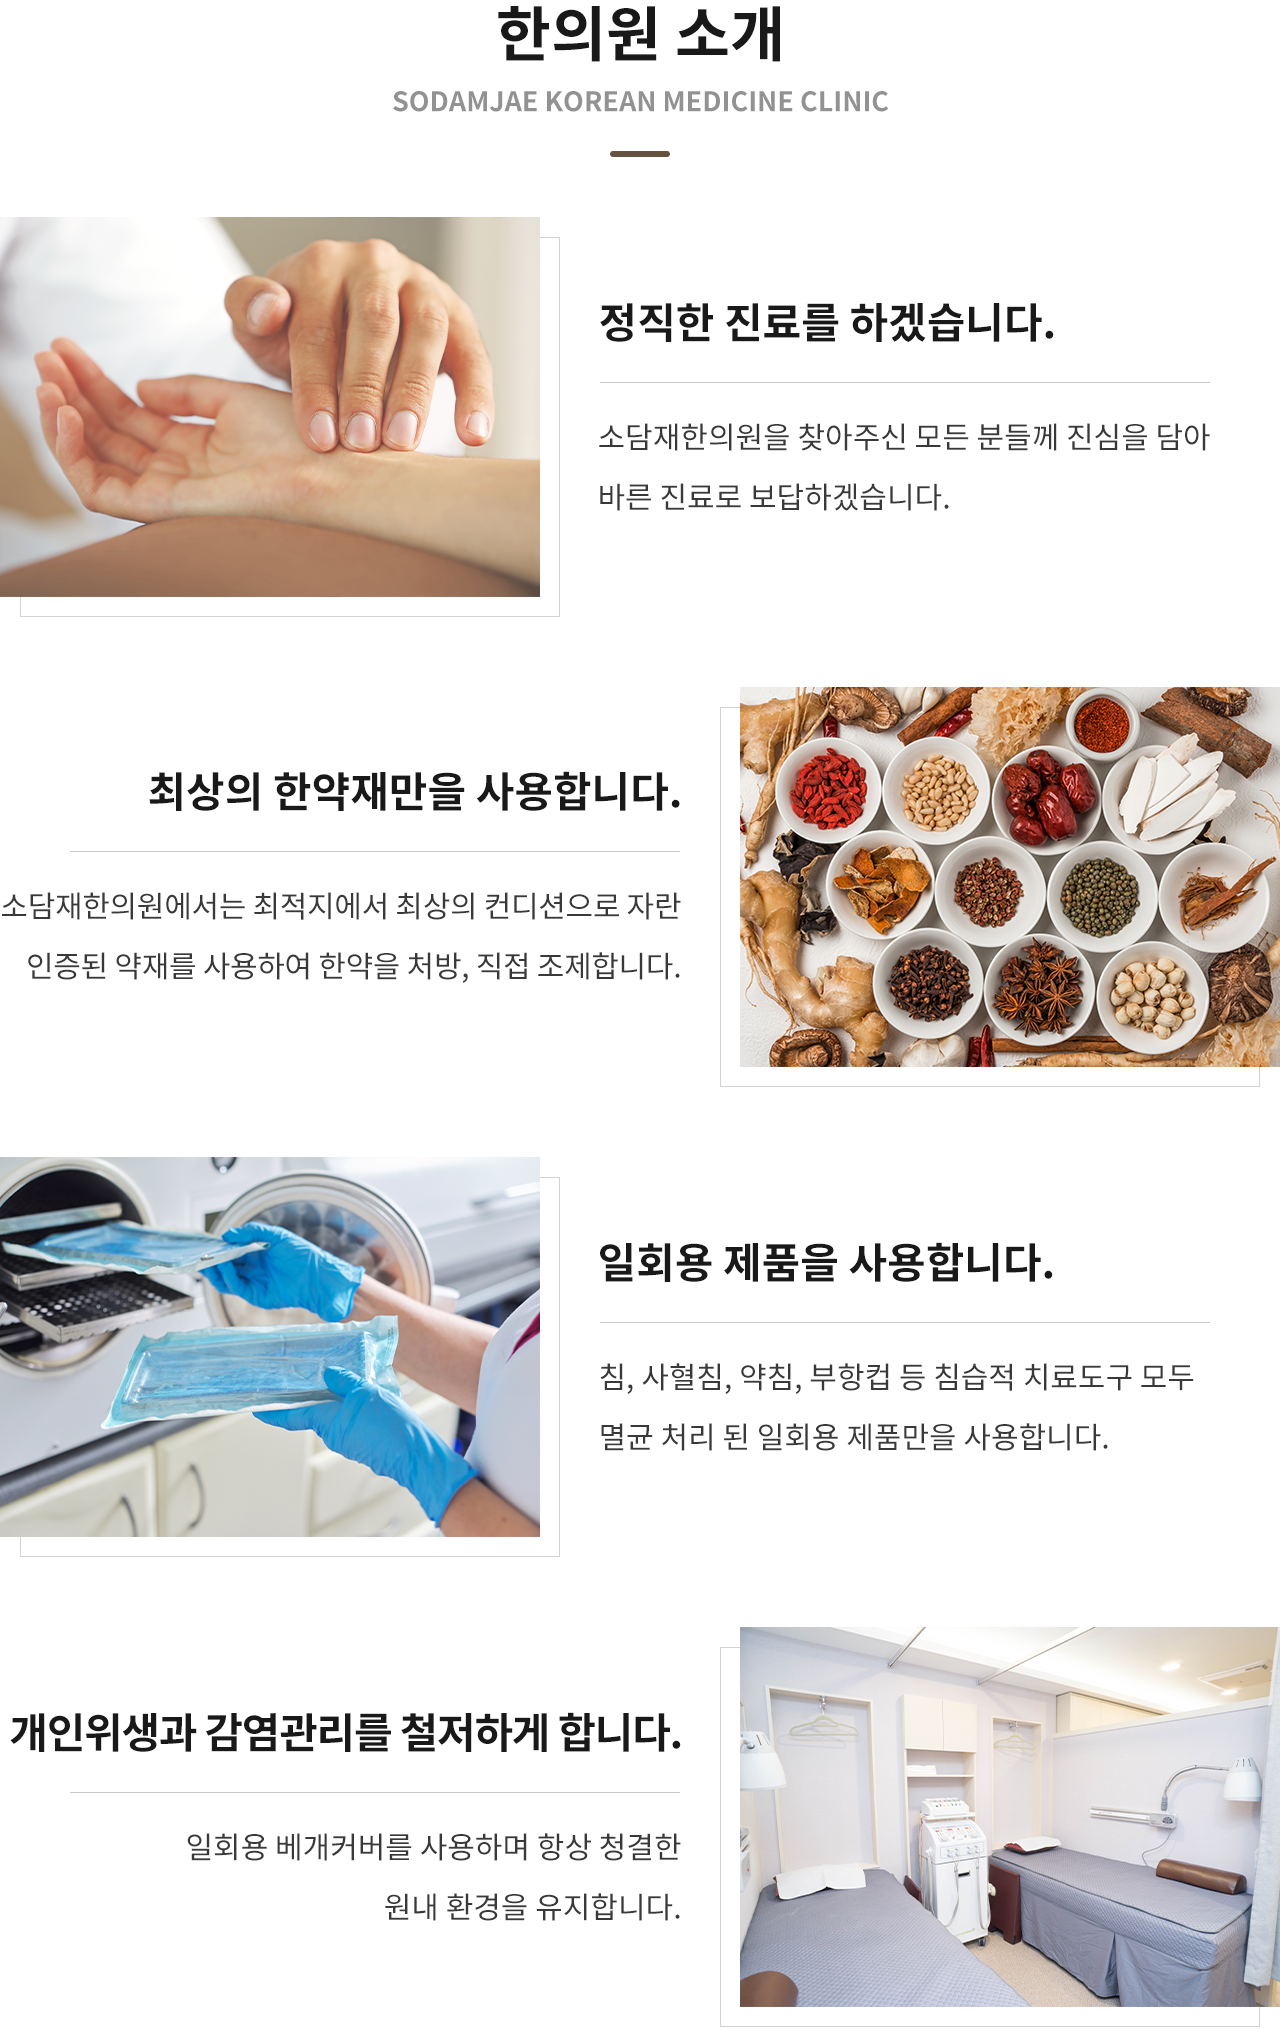 한의원 소개
SODAMJAE KOREAN MEDICINE CLINIC
정직한 진료를 하겠습니다.
소담재한의원을 찾아주신 모든 분들께 진심을 담아
바른 진료로 보답하겠습니다.
최상의 한약재만을 사용합니다.
소담재한의원에서는 최적지에서 최상의 컨디션으로 자란
인증된 약재를 사용하여 한약을 처방, 직접 조제합니다.
일회용 제품을 사용합니다.
침, 사혈침, 약침, 부항컵 등 침습적 치료도구 모두
멸균 처리 된 일회용 제품만을 사용합니다.
개인위생과 감염관리를 철저하게 합니다.
일회용 베개커버를 사용하며 항상 청결한
원내 환경을 유지합니다.